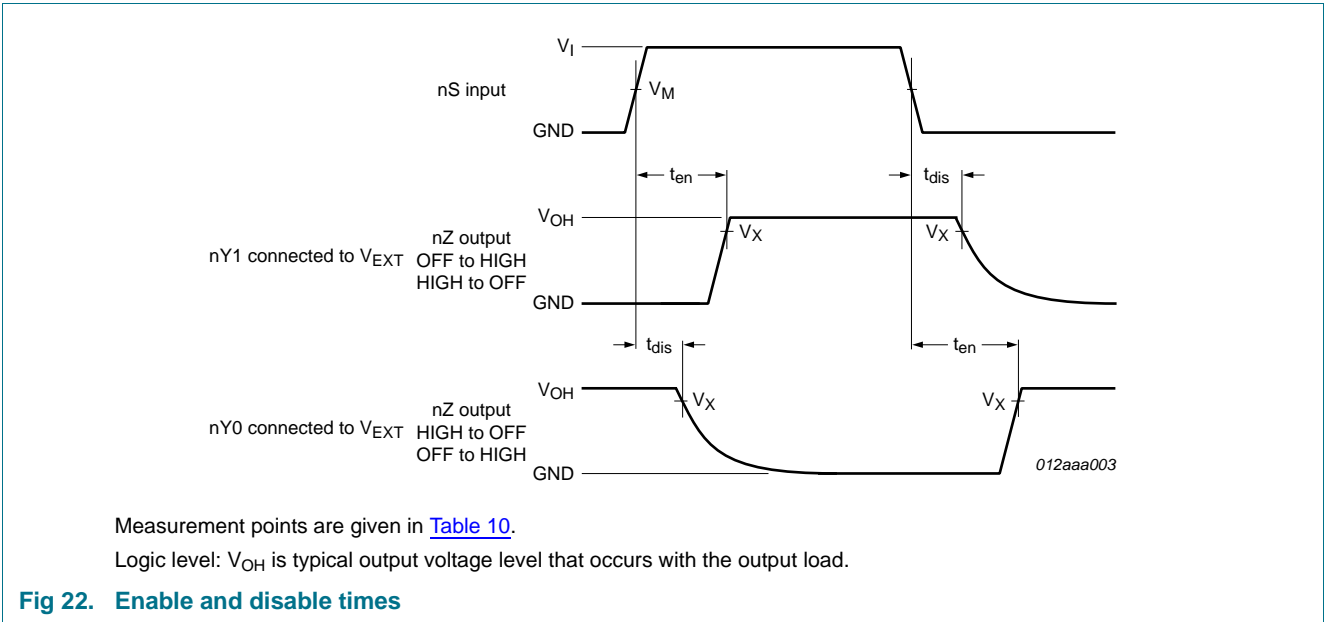 V_I
nS input
V_M
GND
t_en
t_dis
V_OH
nY1 connected to V_EXT
nZ output
OFF to HIGH
HIGH to OFF
V_X
V_X
GND
t_dis
t_en
V_OH
nY0 connected to V_EXT
nZ output
HIGH to OFF
OFF to HIGH
V_X
V_X
GND
012aaa003
Measurement points are given in Table 10.
Logic level: V_OH is typical output voltage level that occurs with the output load.
Fig 22. Enable and disable times